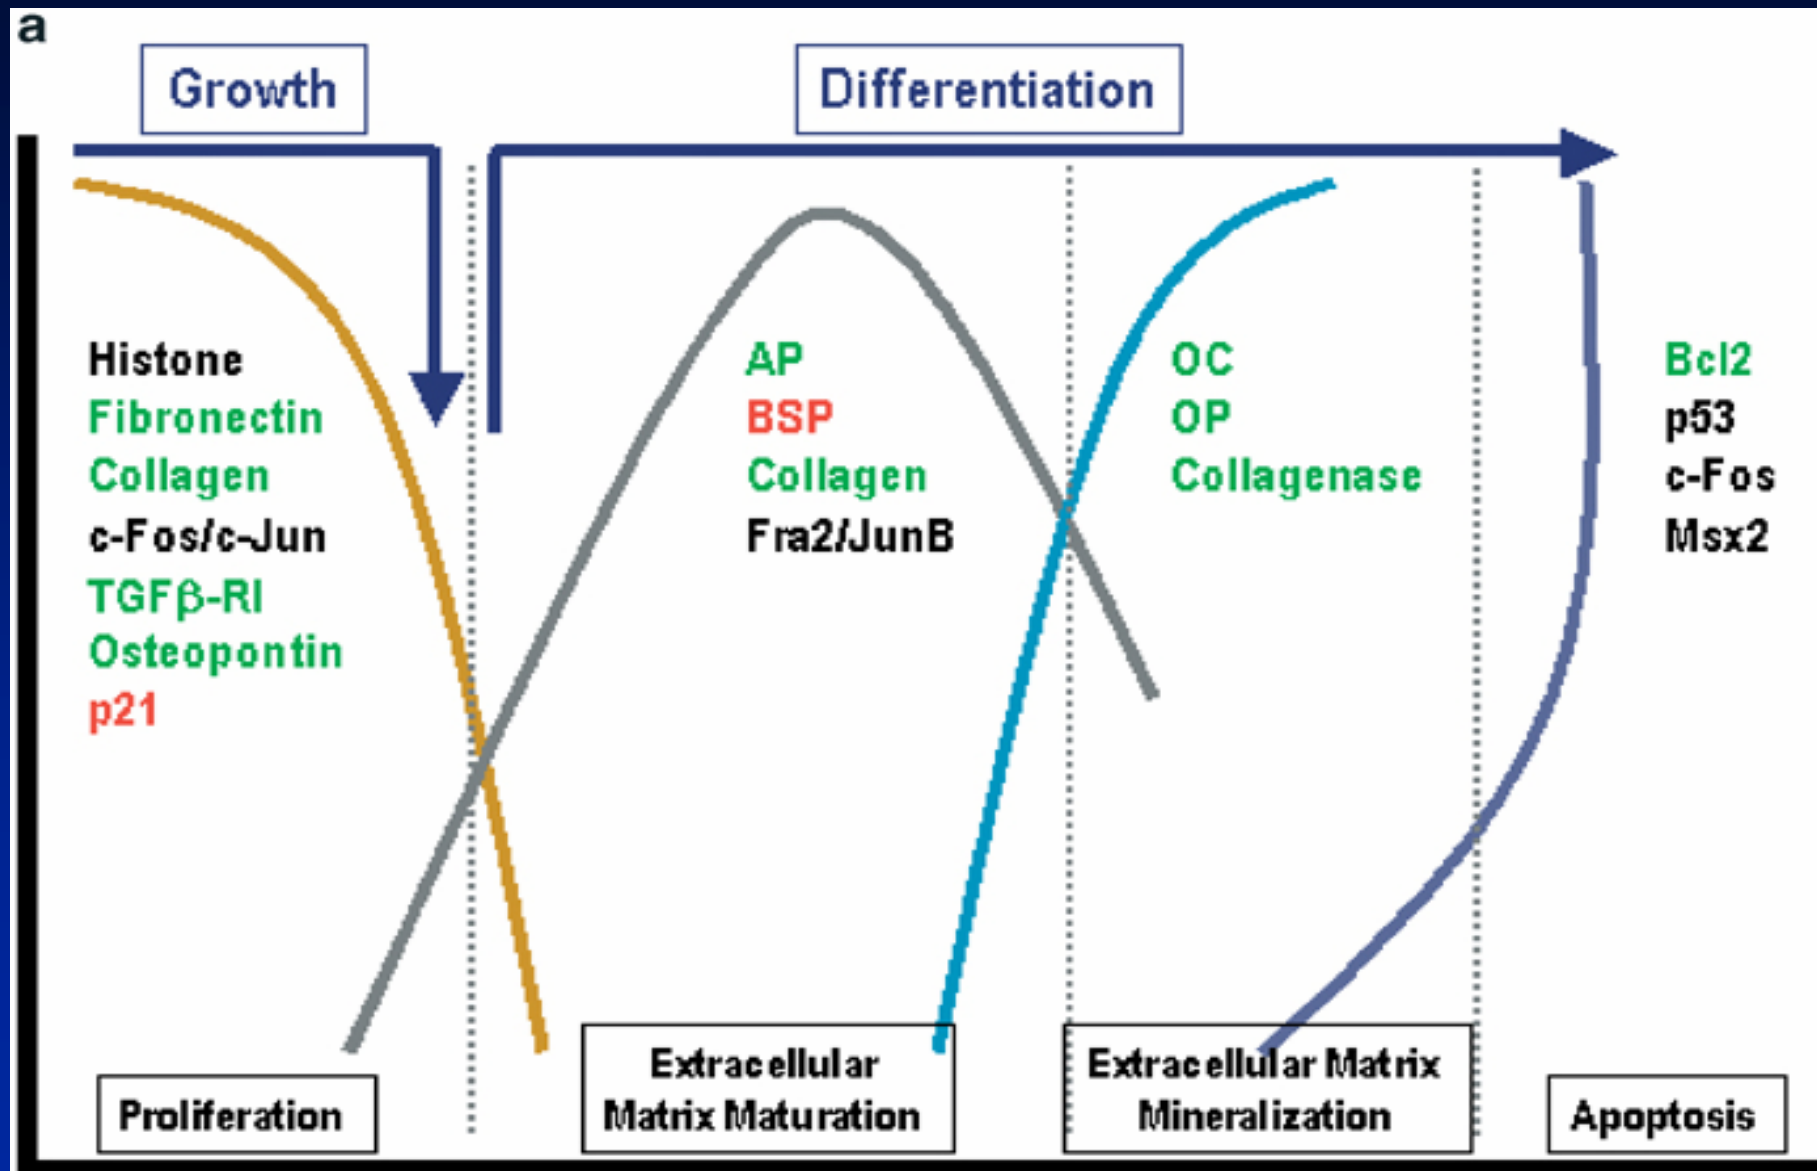 a
Growth
Differentiation
Histone
Fibronectin
Collagen
c-Fos/c-Jun
TGFβ-RI
Osteopontin
p21
AP
BSP
Collagen
Fra2/JunB
OC
OP
Collagenase
Bcl2
p53
c-Fos
Msx2
Proliferation
Extracellular
Matrix Maturation
Extracellular Matrix
Mineralization
Apoptosis